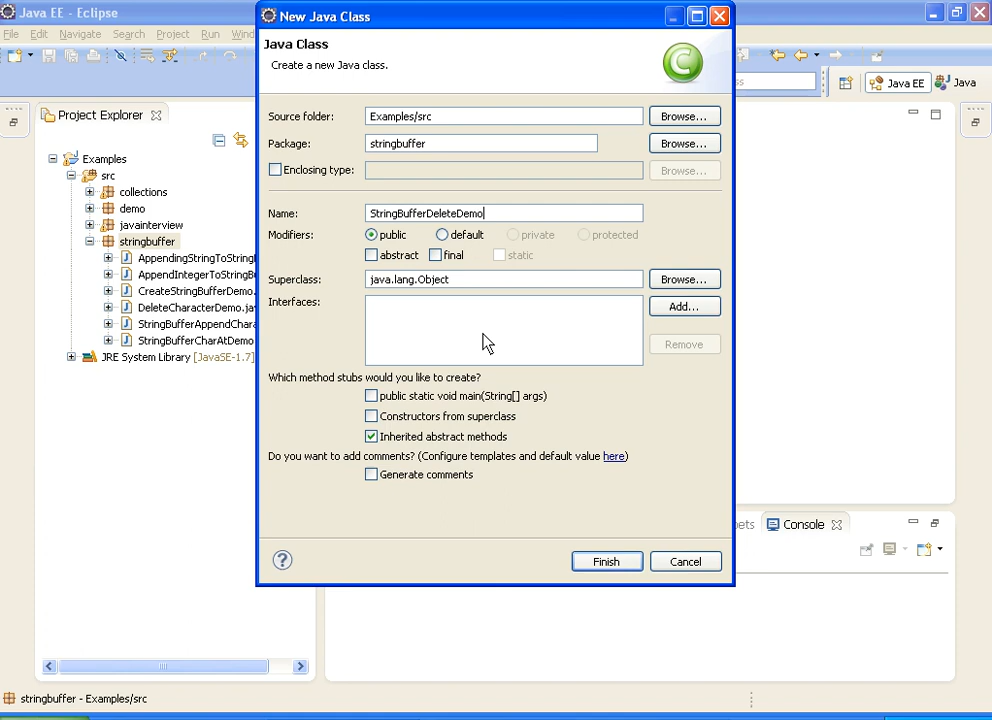 Java EE - Eclipse
New Java Class
File Edit Navigate Search Project Run
Java Class
Create a new Java class.
Java EE
Java
Project Explorer
Source folder:
Examples/src
Browse...
Package:
stringbuffer
Browse...
Enclosing type:
Browse...
Examples
src
collections
demo
javainterview
stringbuffer
AppendingStringToString
AppendIntegerToStringBu
CreateStringBufferDemo.
DeleteCharacterDemo.ja
StringBufferAppendChara
StringBufferCharAtDemo
JRE System Library [JavaSE-1.7]
Name:
StringBufferDeleteDemo
Modifiers:
public
default
private
protected
abstract
final
static
Superclass:
java.lang.Object
Browse...
Interfaces:
Add...
Remove
Which method stubs would you like to create?
public static void main(String[] args)
Constructors from superclass
Inherited abstract methods
Do you want to add comments? (Configure templates and default value here)
Generate comments
Console
Finish
Cancel
stringbuffer - Examples/src